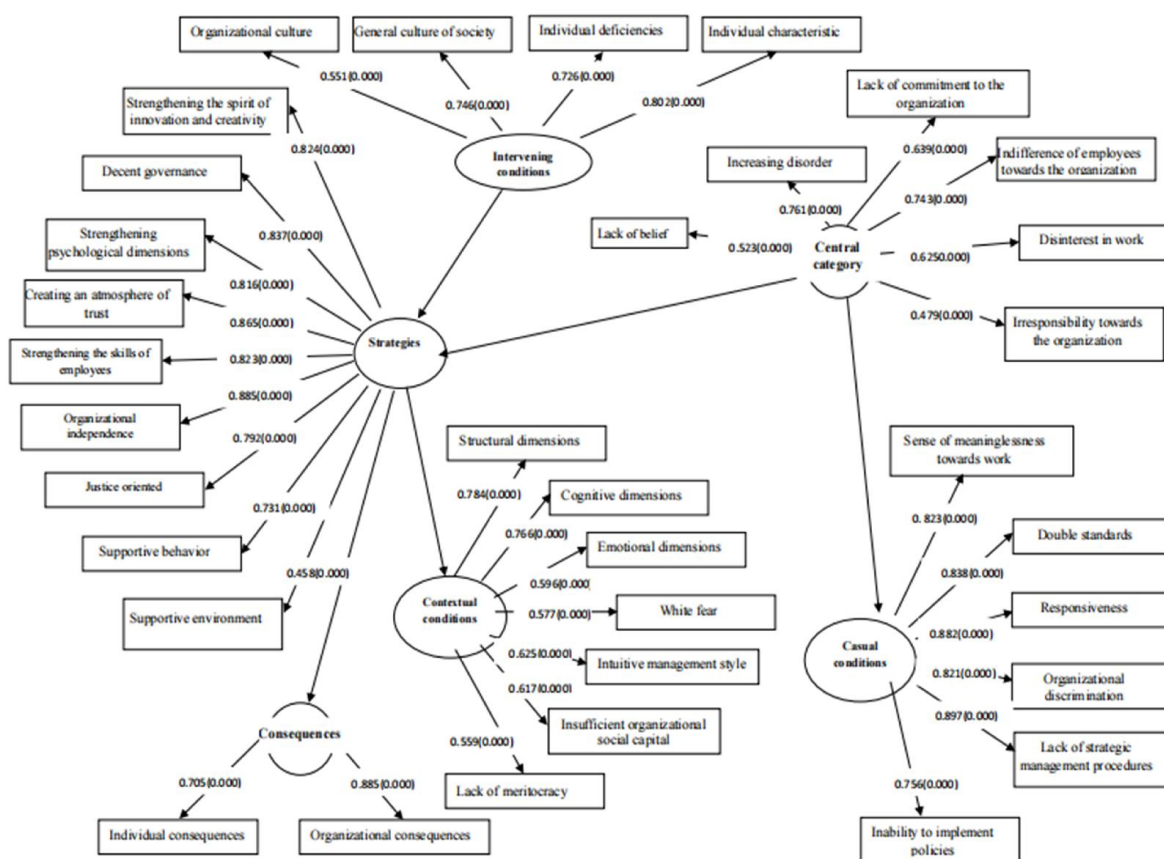 Organizational culture
General culture of society
Individual deficiencies
Individual characteristic
0.551(0.000)
0.746(0.000)
0.726(0.000)
0.802(0.000)
Intervening
conditions
Strengthening the spirit of
innovation and creativity
0.824(0.000)
Decent governance
0.837(0.000)
Strengthening
psychological dimensions
0.816(0.000)
Creating an atmosphere of
trust
0.865(0.000)
Strengthening the skills of
employees
0.823(0.000)
Organizational
independence
0.885(0.000)
Justice oriented
0.792(0.000)
Supportive behavior
0.731(0.000)
Supportive environment
0.458(0.000)
Strategies
Lack of commitment to the
organization
0.639(0.000)
Increasing disorder
0.761(0.000)
Indifference of employees
towards the organization
0.743(0.000)
Lack of belief
0.523(0.000)
Central
category
Disinterest in work
0.6250.000)
Irresponsibility towards
the organization
0.479(0.000)
Structural dimensions
0.784(0.000)
Cognitive dimensions
0.766(0.000)
Emotional dimensions
0.596(0.000(
White fear
0.577(0.000)
Contextual
conditions
Intuitive management style
0.625(0.000)
Insufficient organizational
social capital
0.617(0.000)
Lack of meritocracy
0.559(0.000)
Sense of meaninglessness
towards work
0. 823(0.000)
Double standards
0.838(0.000)
Responsiveness
0.882(0.000)
Casual
conditions
Organizational
discrimination
0.821(0.000)
Lack of strategic
management procedures
0.897(0.000)
Inability to implement
policies
0.756(0.000)
Consequences
0.705(0.000)
0.885(0.000)
Individual consequences
Organizational consequences